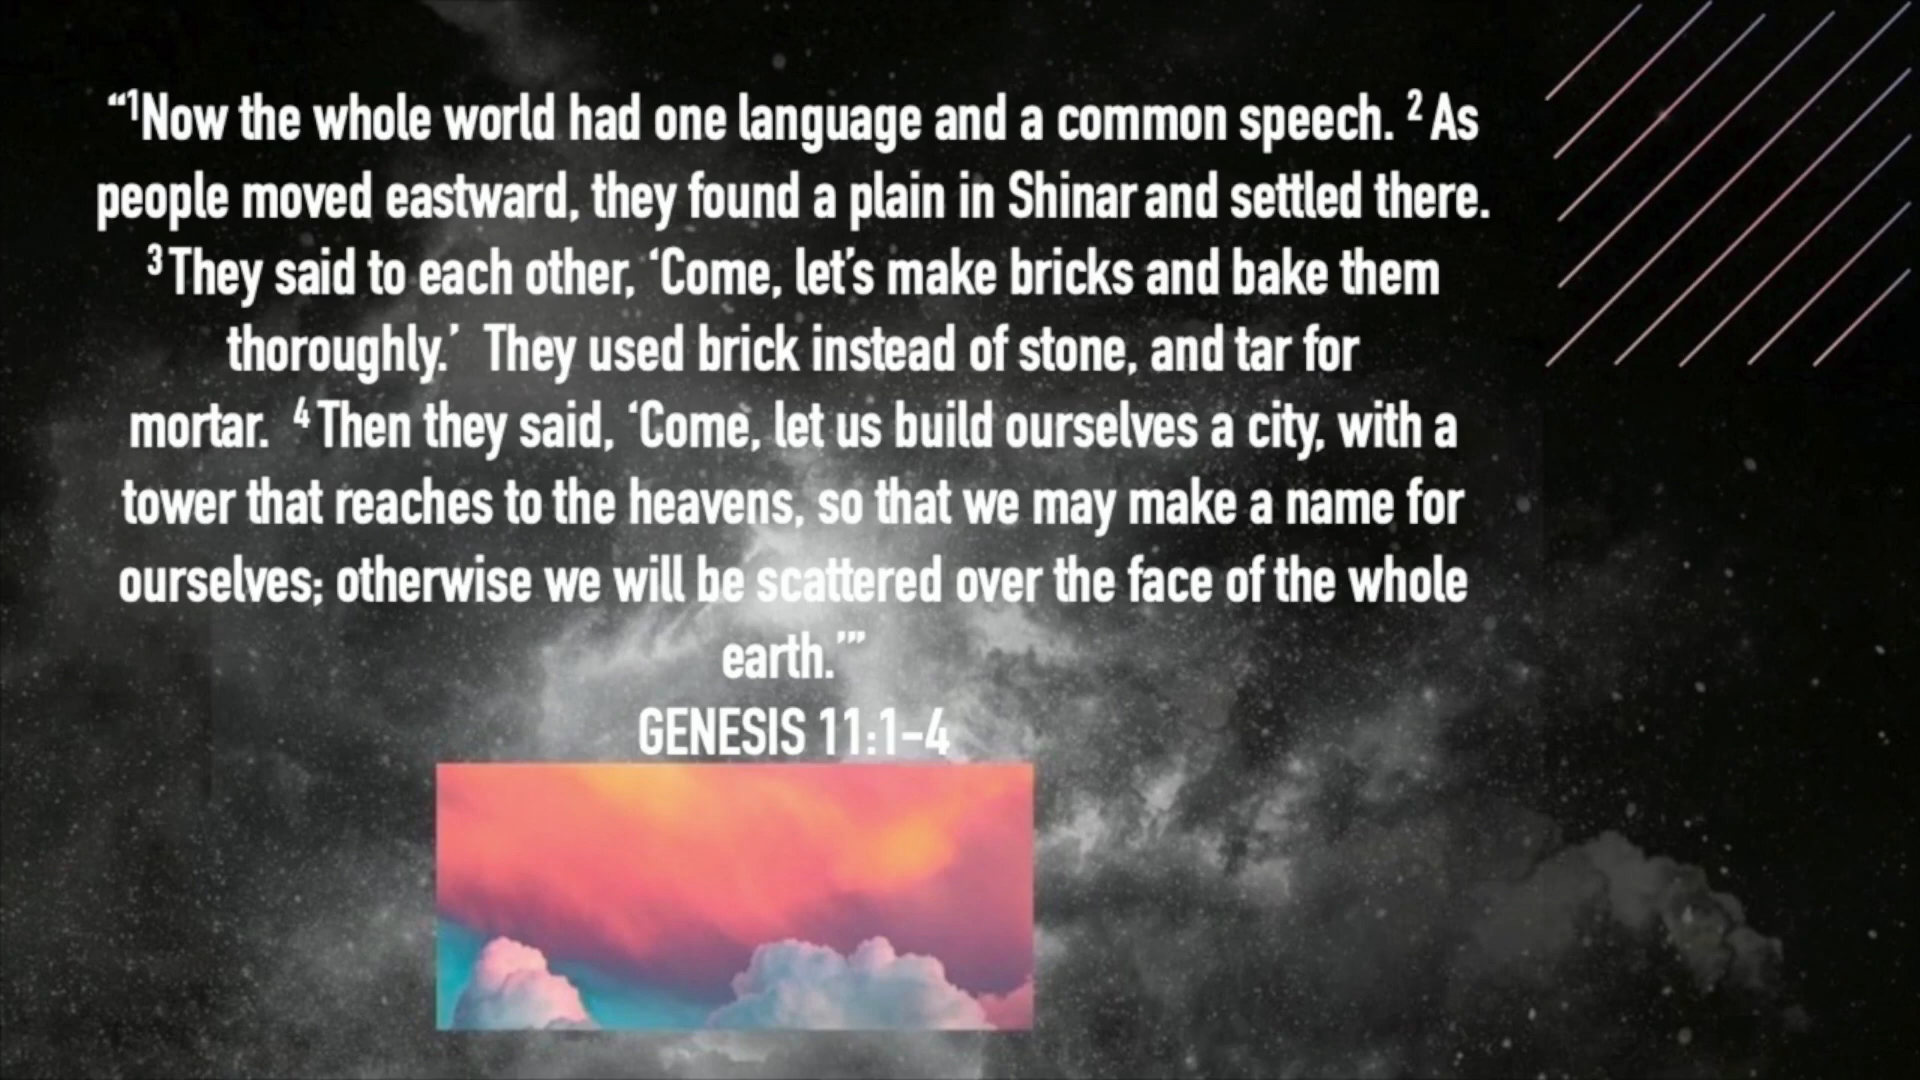 “¹Now the whole world had one language and a common speech. ² As
people moved eastward, they found a plain in Shinar and settled there.
³ They said to each other, ‘Come, let’s make bricks and bake them
thoroughly.’ They used brick instead of stone, and tar for
mortar. ⁴ Then they said, ‘Come, let us build ourselves a city, with a
tower that reaches to the heavens, so that we may make a name for
ourselves; otherwise we will be scattered over the face of the whole
earth.’”
GENESIS 11:1–4